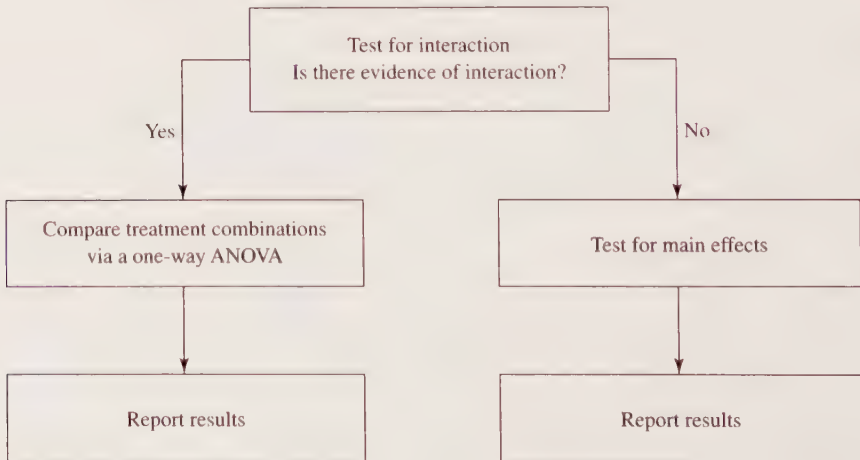 Test for interaction
Is there evidence of interaction?
Yes
No
Compare treatment combinations
via a one-way ANOVA
Test for main effects
Report results
Report results